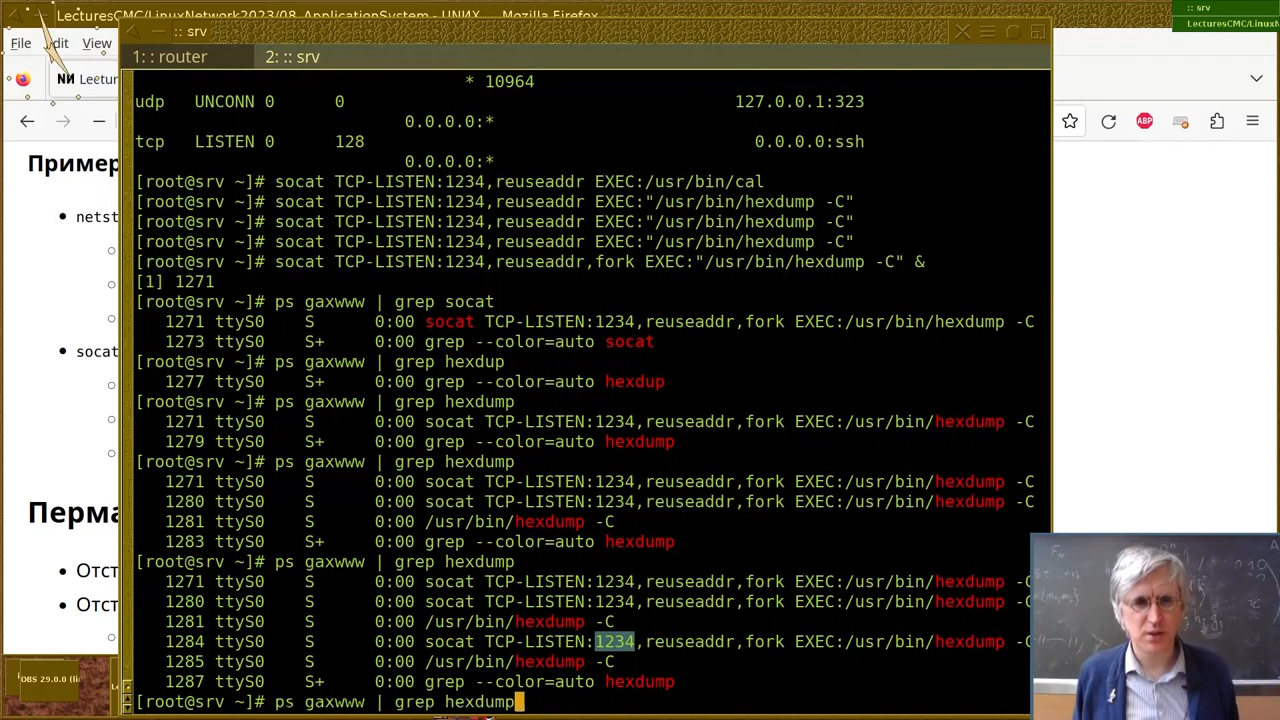 LecturesCMC/LinuxNetwork2023/08_ApplicationSystem - UNИX — Mozilla Firefox
:: srv
LecturesCMC/LinuxN
File Edit View
:: srv
1: :: router
2: :: srv
UИ Lectur
ABP
Пример
netst
socat
Перма
Отст
Отст
* 10964
udp UNCONN 0 0 127.0.0.1:323
0.0.0.0:*
tcp LISTEN 0 128 0.0.0.0:ssh
0.0.0.0:*
[root@srv ~]# socat TCP-LISTEN:1234,reuseaddr EXEC:/usr/bin/cal
[root@srv ~]# socat TCP-LISTEN:1234,reuseaddr EXEC:"/usr/bin/hexdump -C"
[root@srv ~]# socat TCP-LISTEN:1234,reuseaddr EXEC:"/usr/bin/hexdump -C"
[root@srv ~]# socat TCP-LISTEN:1234,reuseaddr EXEC:"/usr/bin/hexdump -C"
[root@srv ~]# socat TCP-LISTEN:1234,reuseaddr,fork EXEC:"/usr/bin/hexdump -C" &
[1] 1271
[root@srv ~]# ps gaxwww | grep socat
1271 ttyS0 S 0:00 socat TCP-LISTEN:1234,reuseaddr,fork EXEC:/usr/bin/hexdump -C
1273 ttyS0 S+ 0:00 grep --color=auto socat
[root@srv ~]# ps gaxwww | grep hexdup
1277 ttyS0 S+ 0:00 grep --color=auto hexdup
[root@srv ~]# ps gaxwww | grep hexdump
1271 ttyS0 S 0:00 socat TCP-LISTEN:1234,reuseaddr,fork EXEC:/usr/bin/hexdump -C
1279 ttyS0 S+ 0:00 grep --color=auto hexdump
[root@srv ~]# ps gaxwww | grep hexdump
1271 ttyS0 S 0:00 socat TCP-LISTEN:1234,reuseaddr,fork EXEC:/usr/bin/hexdump -C
1280 ttyS0 S 0:00 socat TCP-LISTEN:1234,reuseaddr,fork EXEC:/usr/bin/hexdump -C
1281 ttyS0 S 0:00 /usr/bin/hexdump -C
1283 ttyS0 S+ 0:00 grep --color=auto hexdump
[root@srv ~]# ps gaxwww | grep hexdump
1271 ttyS0 S 0:00 socat TCP-LISTEN:1234,reuseaddr,fork EXEC:/usr/bin/hexdump -C
1280 ttyS0 S 0:00 socat TCP-LISTEN:1234,reuseaddr,fork EXEC:/usr/bin/hexdump -C
1281 ttyS0 S 0:00 /usr/bin/hexdump -C
1284 ttyS0 S 0:00 socat TCP-LISTEN:1234,reuseaddr,fork EXEC:/usr/bin/hexdump -C
1285 ttyS0 S 0:00 /usr/bin/hexdump -C
1287 ttyS0 S+ 0:00 grep --color=auto hexdump
[root@srv ~]# ps gaxwww | grep hexdump
OBS 29.0.0 (li